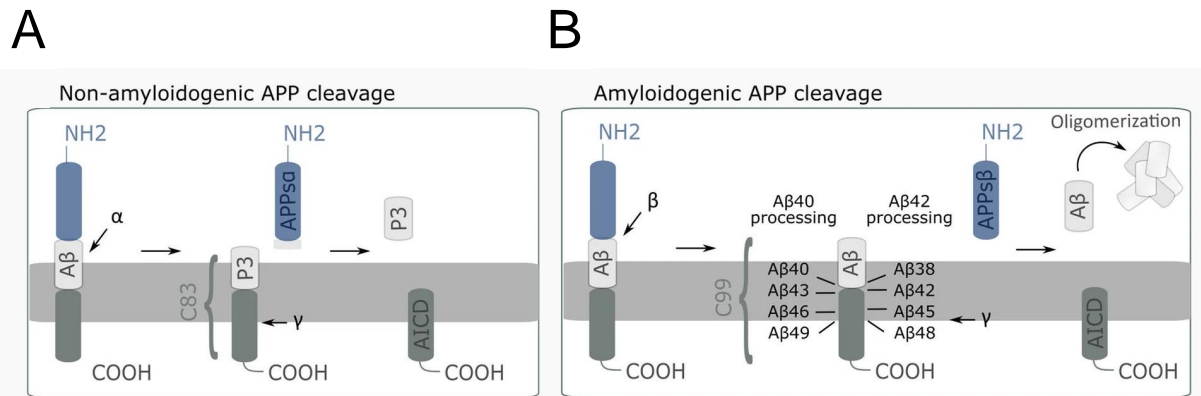 A
B
Non-amyloidogenic APP cleavage
NH2
NH2
APPsα
P3
α
Aβ
P3
C83
γ
AICD
COOH
COOH
COOH
Amyloidogenic APP cleavage
NH2
NH2
Oligomerization
APPsβ
Aβ
β
Aβ40
processing
Aβ42
processing
Aβ
Aβ
C99
Aβ40
Aβ43
Aβ46
Aβ49
Aβ38
Aβ42
Aβ45
Aβ48
γ
AICD
COOH
COOH
COOH